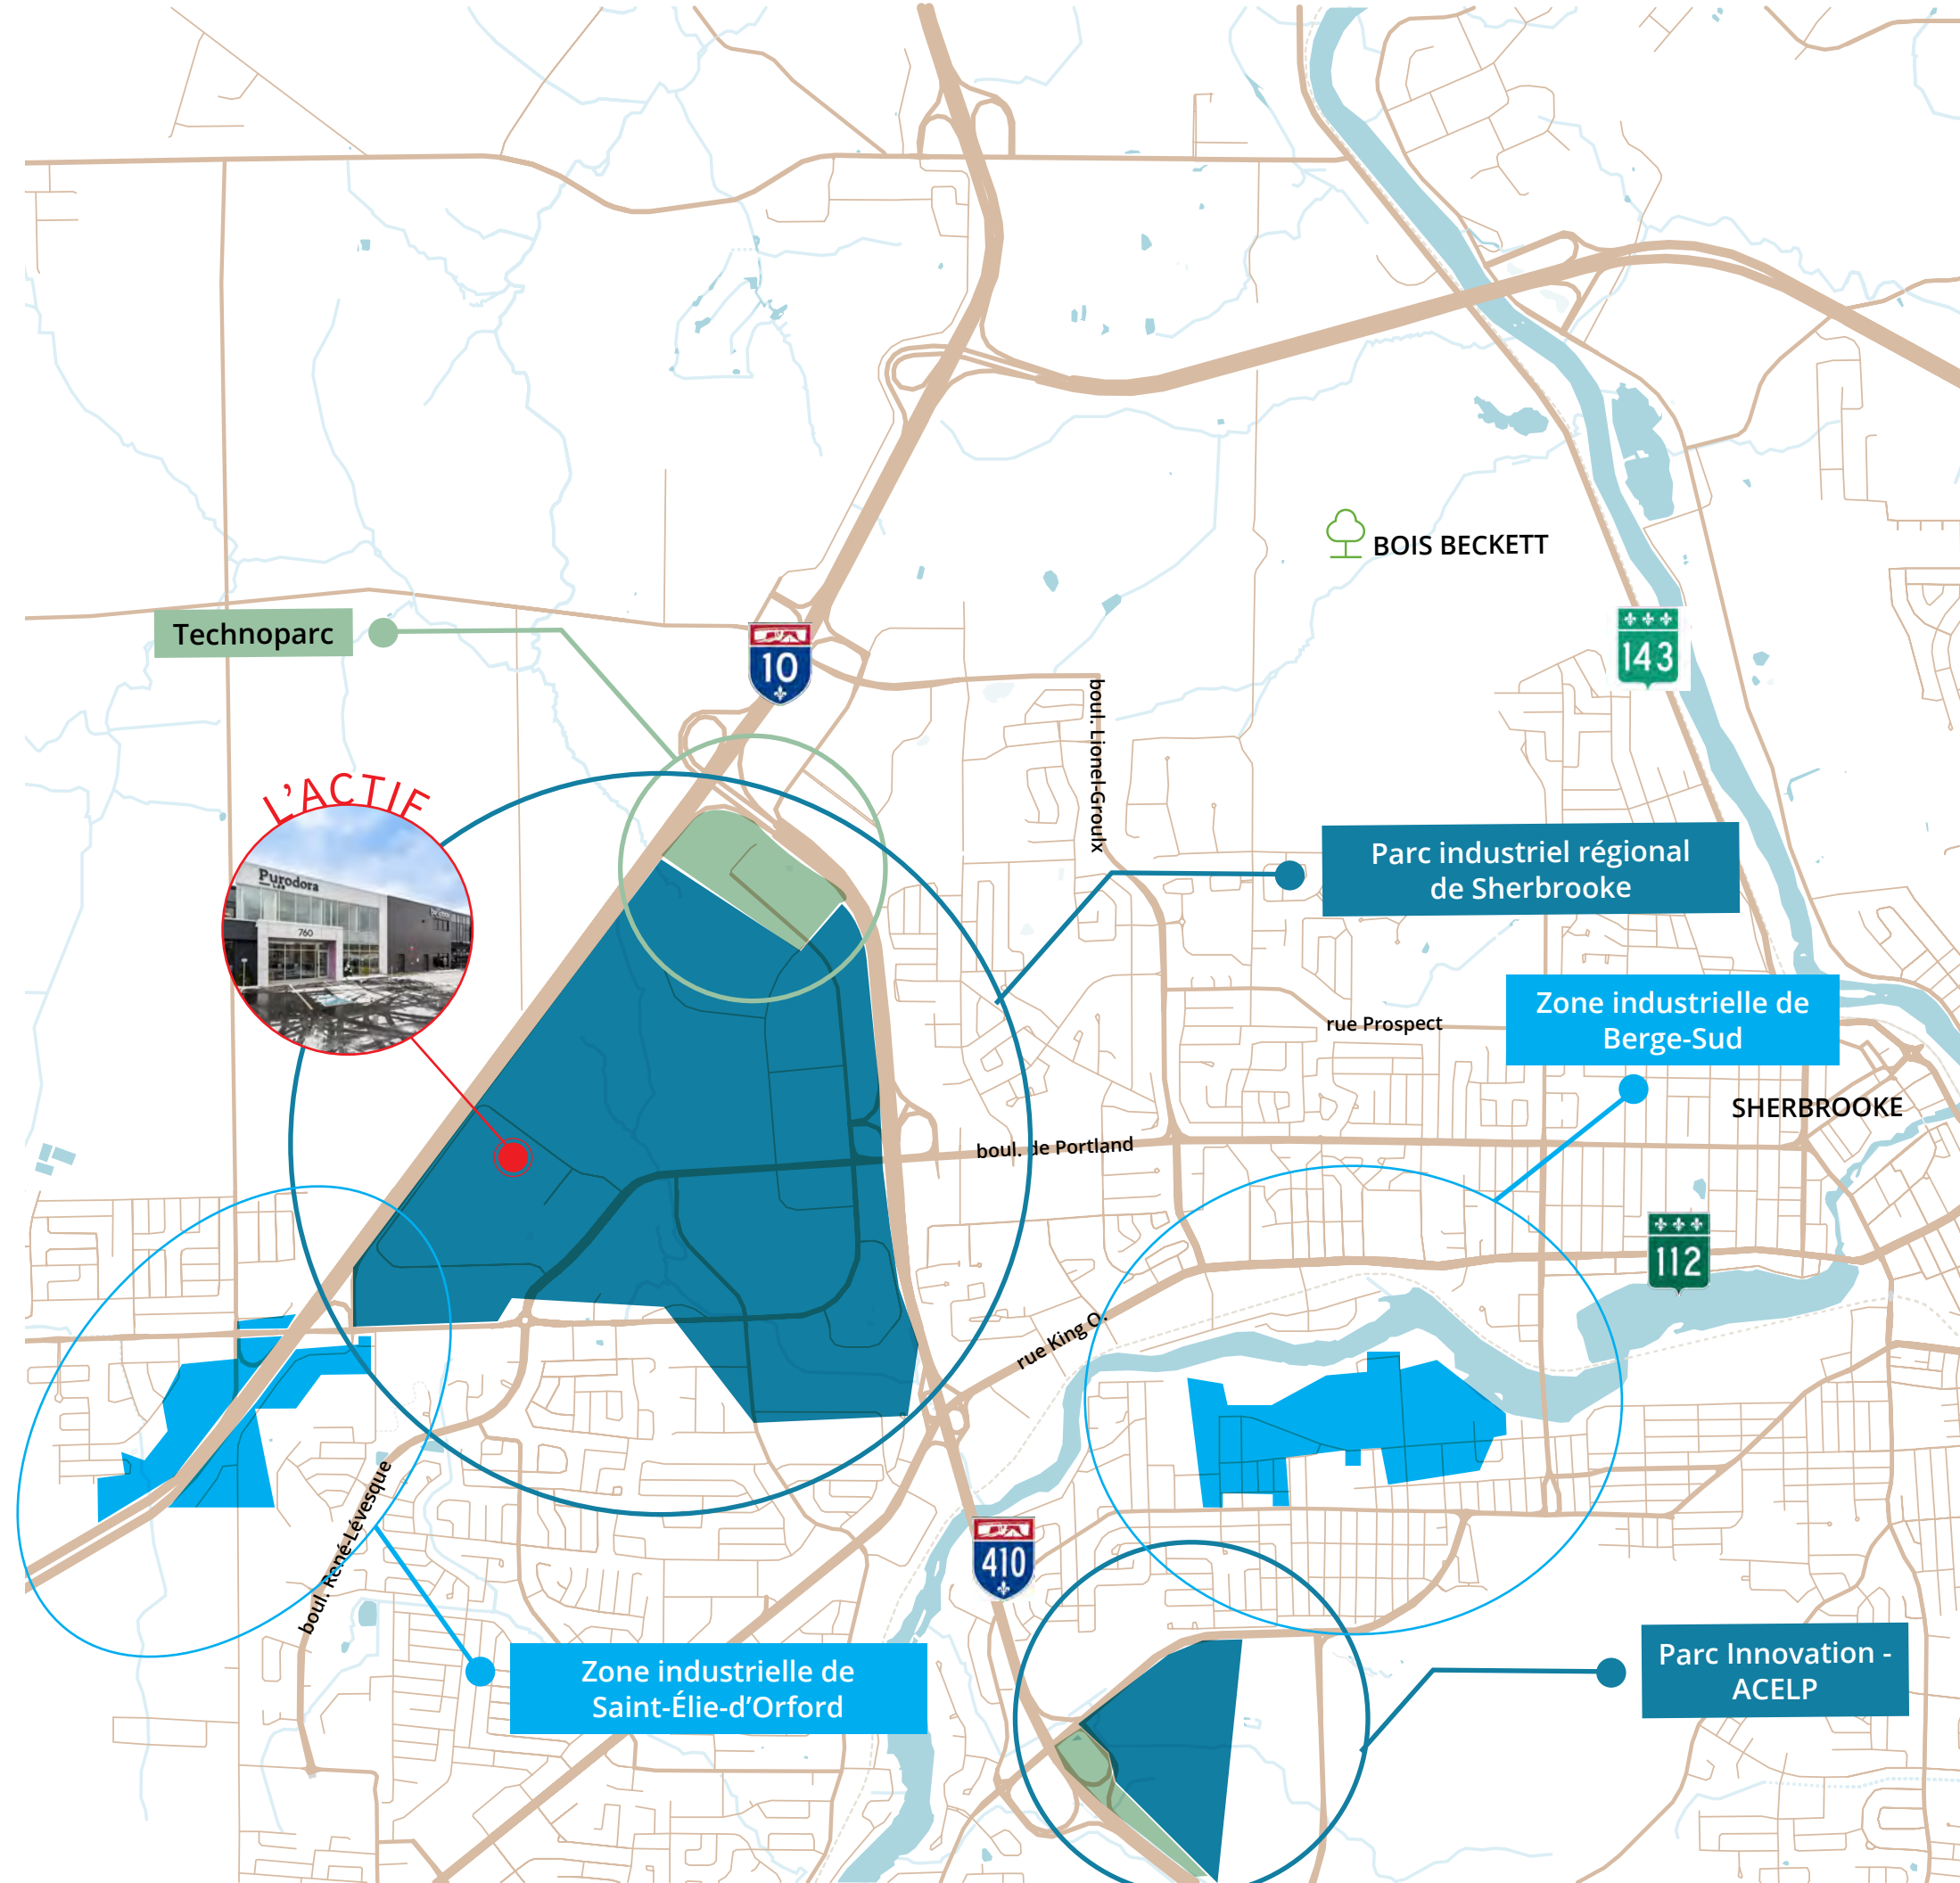 BOIS BECKETT
Technoparc
10
143
boul. Lionel-Groulx
L'ACTIF
Purodora
LAB
760
Parc industriel régional
de Sherbrooke
Zone industrielle de
Berge-Sud
rue Prospect
SHERBROOKE
boul. de Portland
112
rue King O.
boul. René-Lévesque
410
Zone industrielle de
Saint-Élie-d'Orford
Parc Innovation -
ACELP